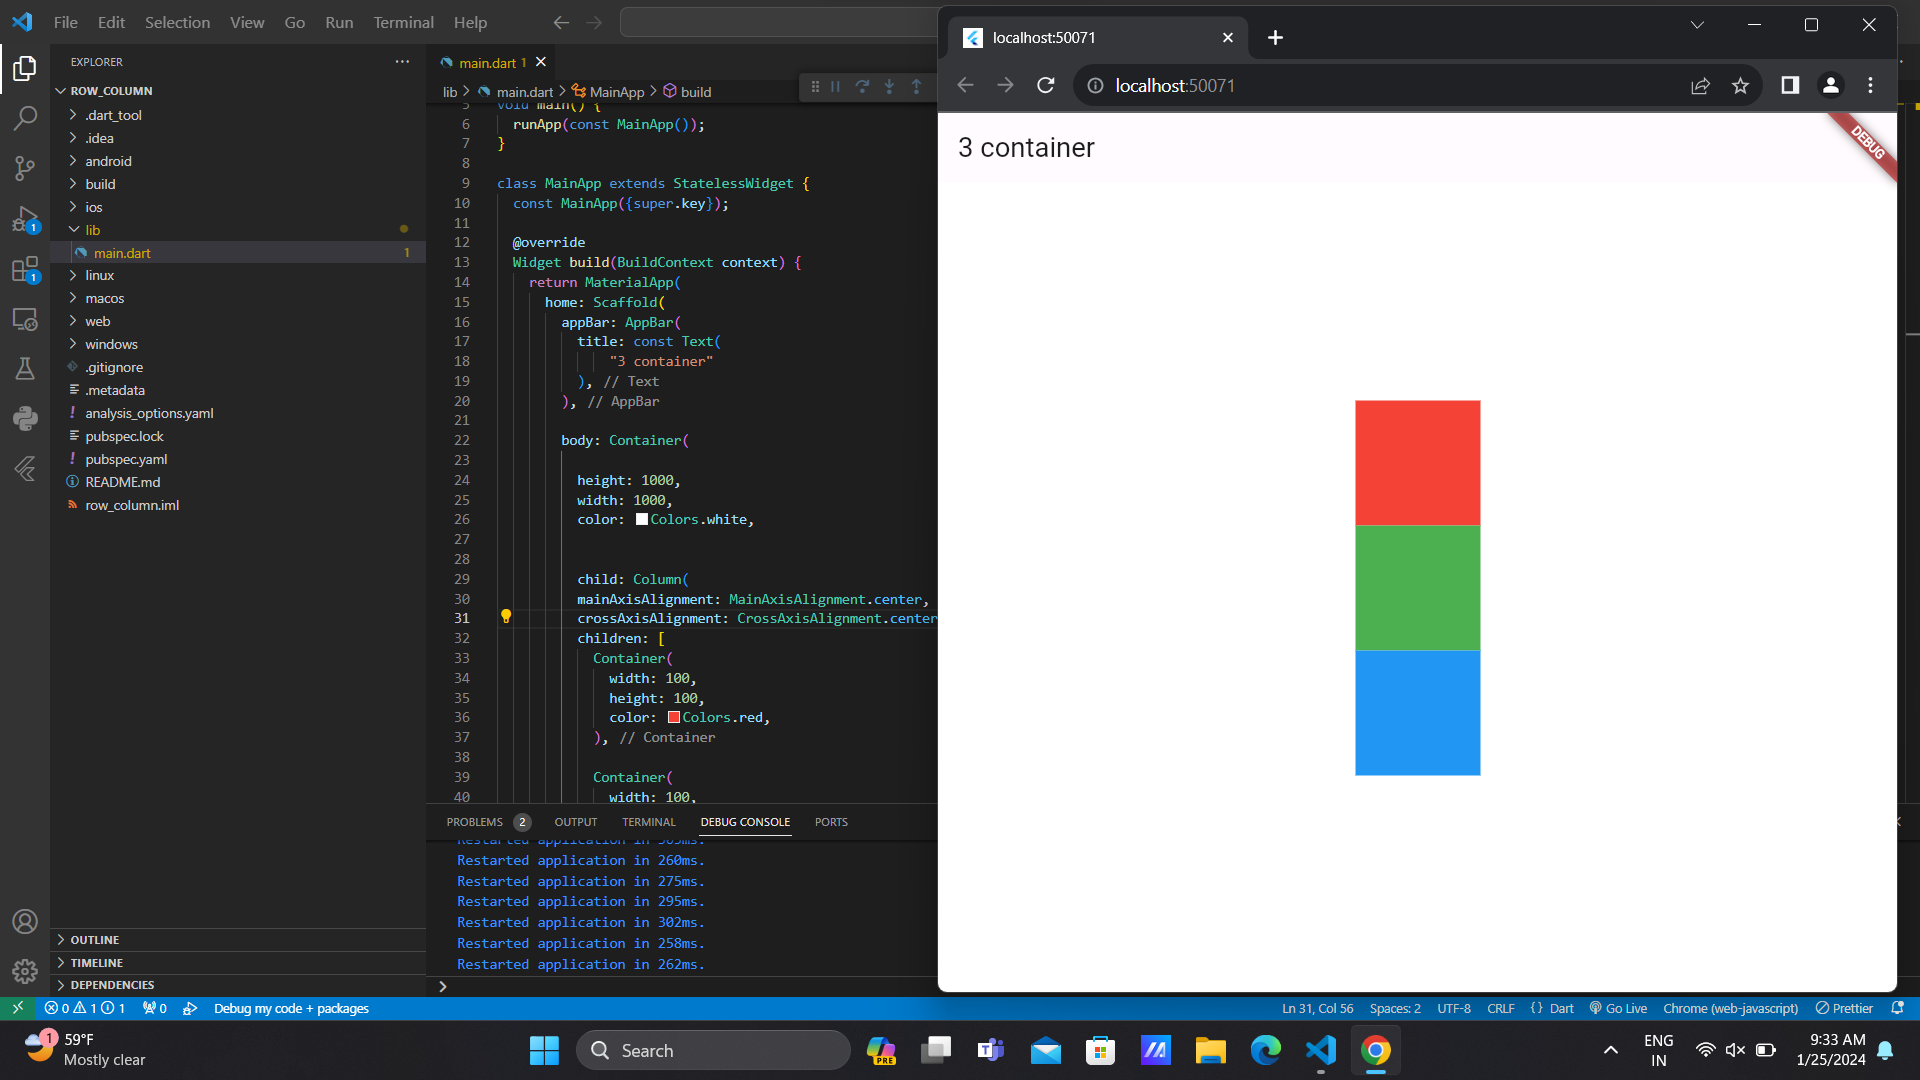 File Edit Selection View Go Run Terminal Help
EXPLORER
ROW_COLUMN
.dart_tool
.idea
android
build
ios
lib
main.dart 1
linux
macos
web
windows
.gitignore
.metadata
analysis_options.yaml
pubspec.lock
pubspec.yaml
README.md
row_column.iml
OUTLINE
TIMELINE
DEPENDENCIES
1
1
main.dart 1
lib > main.dart > MainApp > build
5 void main() {
6 runApp(const MainApp());
7 }
8
9 class MainApp extends StatelessWidget {
10 const MainApp({super.key});
11
12 @override
13 Widget build(BuildContext context) {
14 return MaterialApp(
15 home: Scaffold(
16 appBar: AppBar(
17 title: const Text(
18 "3 container"
19 ), // Text
20 ), // AppBar
21
22 body: Container(
23
24 height: 1000,
25 width: 1000,
26 color: Colors.white,
27
28
29 child: Column(
30 mainAxisAlignment: MainAxisAlignment.center,
31 crossAxisAlignment: CrossAxisAlignment.center
32 children: [
33 Container(
34 width: 100,
35 height: 100,
36 color: Colors.red,
37 ), // Container
38
39 Container(
40 width: 100,
PROBLEMS 2 OUTPUT TERMINAL DEBUG CONSOLE PORTS
Restarted application in 260ms.
Restarted application in 275ms.
Restarted application in 295ms.
Restarted application in 302ms.
Restarted application in 258ms.
Restarted application in 262ms.
localhost:50071
localhost:50071
3 container
DEBUG
0 1 1 0 Debug my code + packages
Ln 31, Col 56 Spaces: 2 UTF-8 CRLF {} Dart Go Live Chrome (web-javascript) Prettier
1
59°F
Mostly clear
Search
PRE
ENG
IN
9:33 AM
1/25/2024